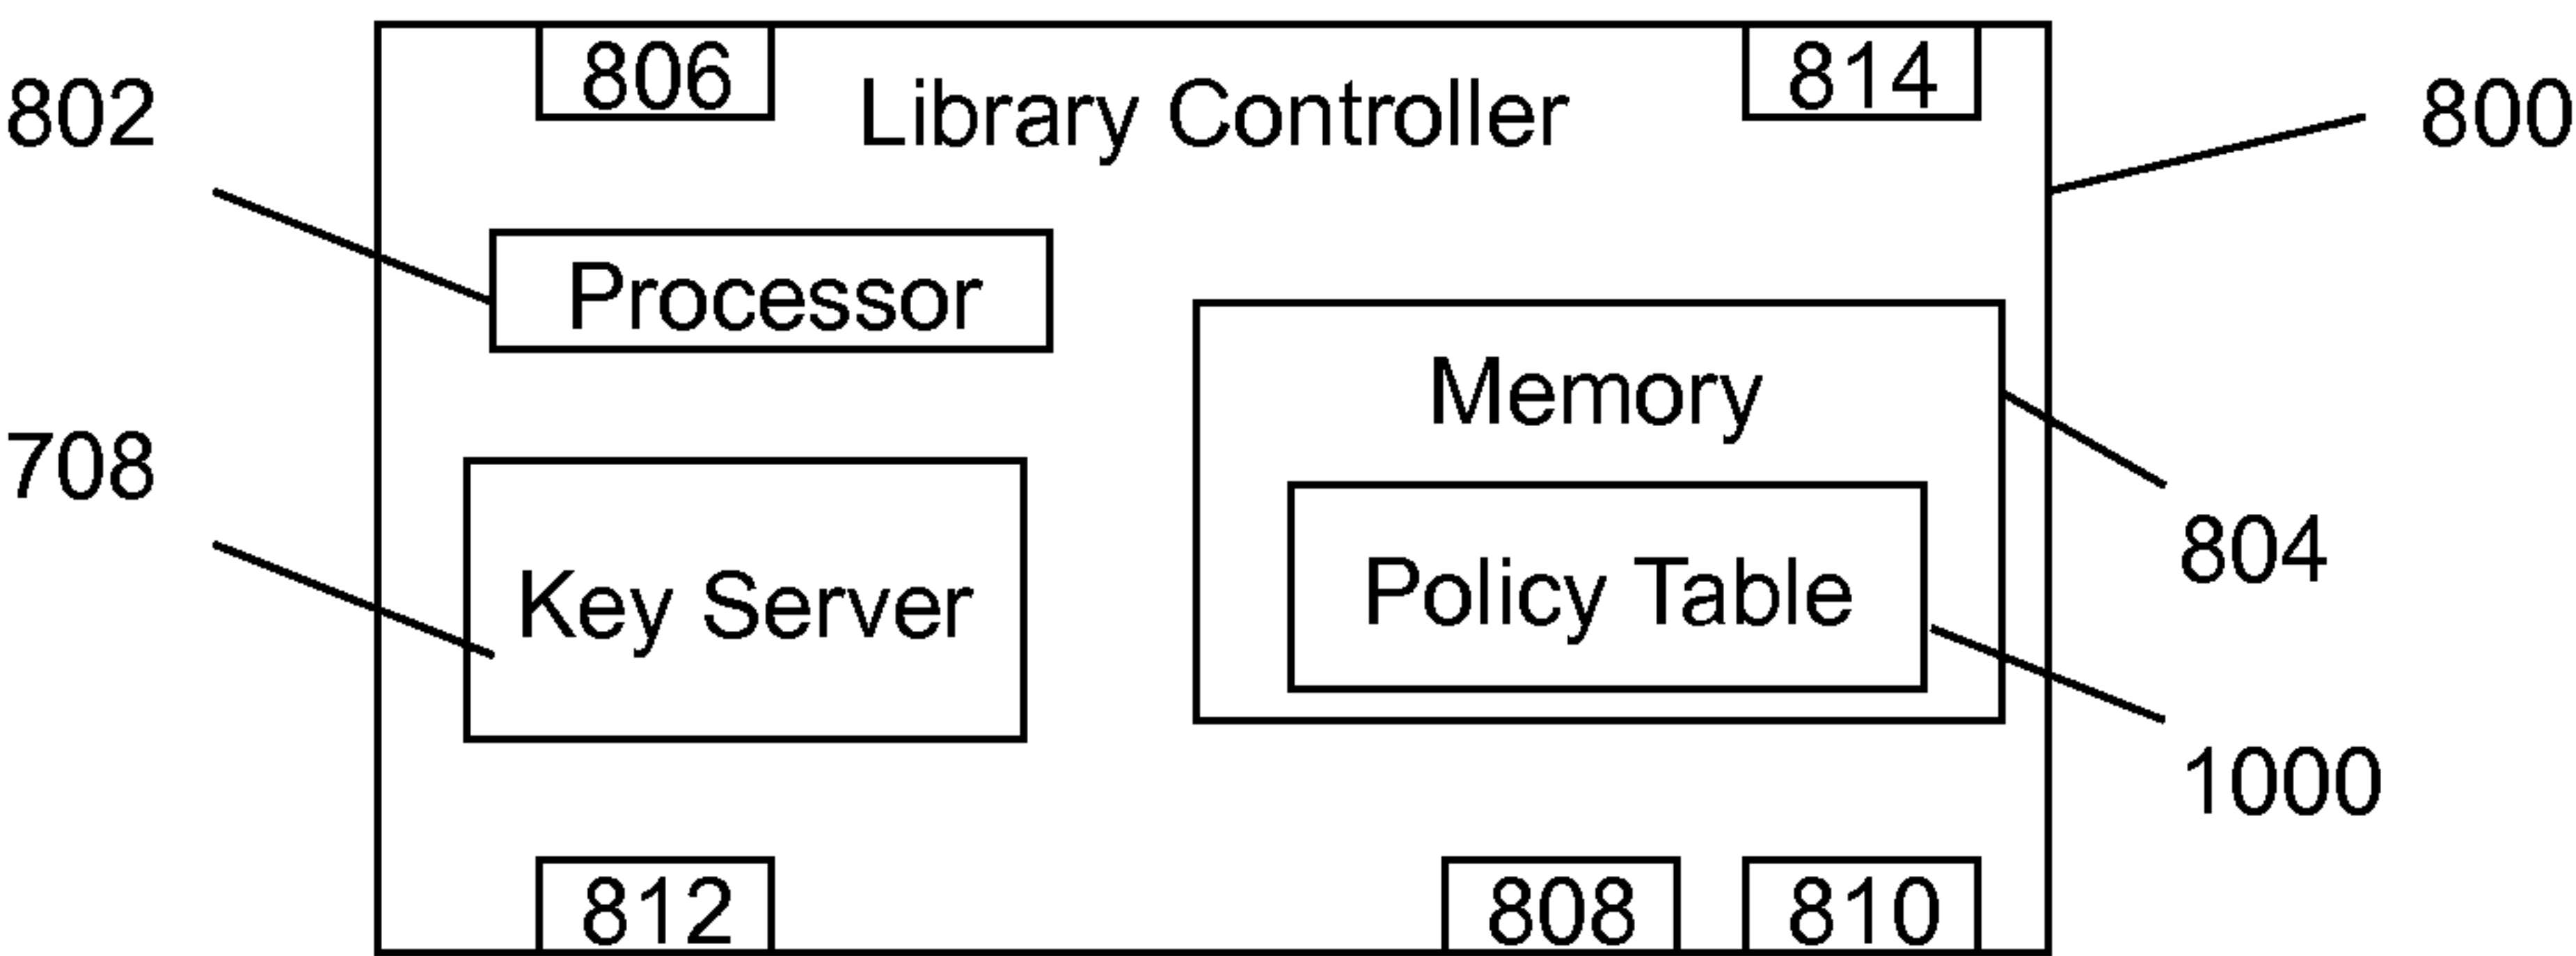 806
814
802
Library Controller
800
Processor
Memory
708
Key Server
Policy Table
804
1000
812
808
810